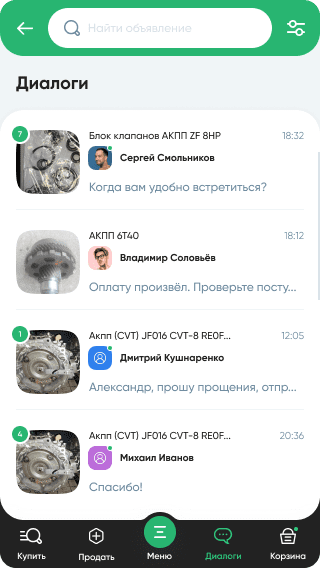 Найти объявление
Диалоги
7
Блок клапанов АКПП ZF 8HP
18:32
Сергей Смольников
Когда вам удобно встретиться?
АКПП 6Т40
18:12
Владимир Соловьёв
Оплату произвёл. Проверьте посту...
1
Акпп (CVT) JF016 CVT-8 RE0F...
12:05
Дмитрий Кушнаренко
Александр, прошу прощения, отпр...
4
Акпп (CVT) JF016 CVT-8 RE0F...
20:36
Михаил Иванов
Спасибо!
Купить
Продать
Меню
Диалоги
Корзина